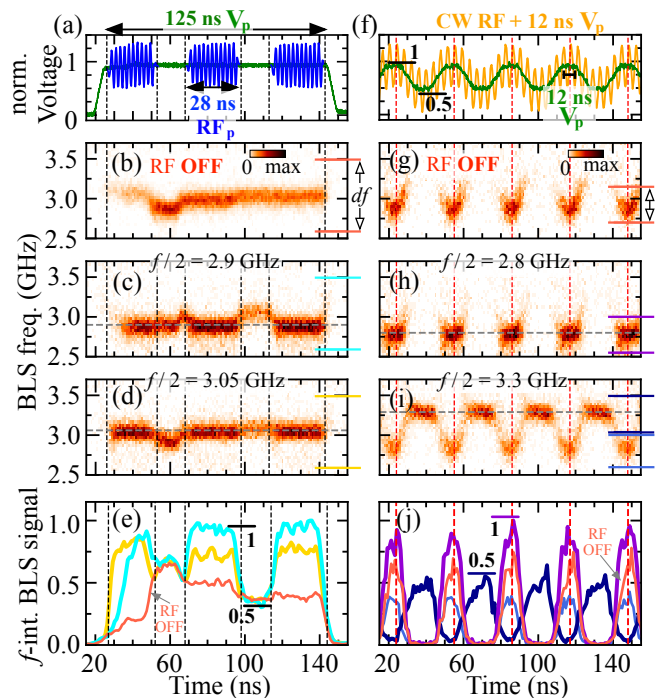 (a) 125 ns Vp
norm. Voltage
1
0
28 ns
RFp
(f) CW RF + 12 ns Vp
1
0.5
12 ns
Vp
(b) RF OFF
0 max
df
3.5
3.0
2.5
(g) RF OFF
0 max
BLS freq. (GHz)
(c) f / 2 = 2.9 GHz
3.5
3.0
2.5
(h) f / 2 = 2.8 GHz
(d) f / 2 = 3.05 GHz
3.5
3.0
2.5
(i) f / 2 = 3.3 GHz
f-int. BLS signal
(e)
1.0
0.5
0.0
1
0.5
RF
OFF
(j)
1
0.5
RF
OFF
20 60 100 140
Time (ns)
20 60 100 140
Time (ns)